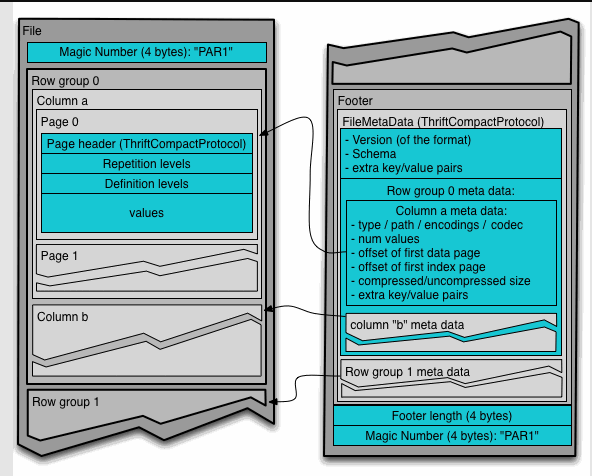 File
Magic Number (4 bytes): "PAR1"
Row group 0
Column a
Page 0
Page header (ThriftCompactProtocol)
Repetition levels
Definition levels
values
Page 1
Column b
Row group 1
Footer
FileMetaData (ThriftCompactProtocol)
- Version (of the format)
- Schema
- extra key/value pairs
Row group 0 meta data:
Column a meta data:
- type / path / encodings / codec
- num values
- offset of first data page
- offset of first index page
- compressed/uncompressed size
- extra key/value pairs
column "b" meta data
Row group 1 meta data
Footer length (4 bytes)
Magic Number (4 bytes): "PAR1"